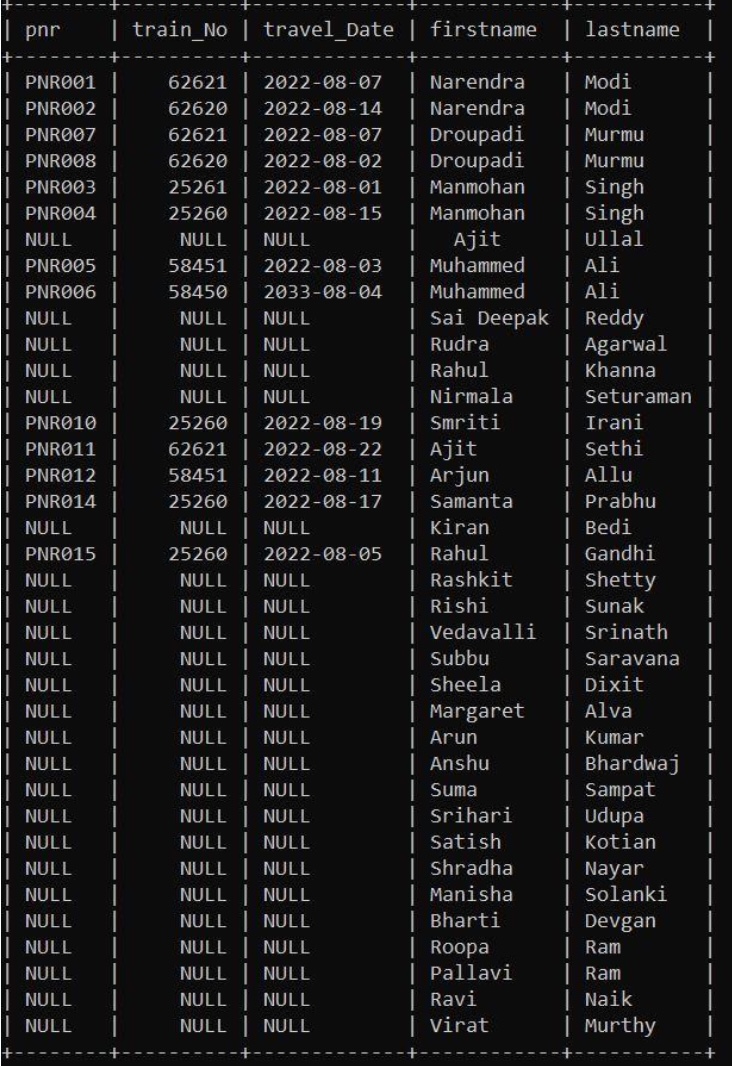 +--------+----------+-------------+------------+-----------+
| pnr    | train_No | travel_Date | firstname  | lastname  |
+--------+----------+-------------+------------+-----------+
| PNR001 |    62621 | 2022-08-07  | Narendra   | Modi      |
| PNR002 |    62620 | 2022-08-14  | Narendra   | Modi      |
| PNR007 |    62621 | 2022-08-07  | Droupadi   | Murmu     |
| PNR008 |    62620 | 2022-08-02  | Droupadi   | Murmu     |
| PNR003 |    25261 | 2022-08-01  | Manmohan   | Singh     |
| PNR004 |    25260 | 2022-08-15  | Manmohan   | Singh     |
| NULL   |     NULL | NULL        |   Ajit     | Ullal     |
| PNR005 |    58451 | 2022-08-03  | Muhammed   | Ali       |
| PNR006 |    58450 | 2033-08-04  | Muhammed   | Ali       |
| NULL   |     NULL | NULL        | Sai Deepak | Reddy     |
| NULL   |     NULL | NULL        | Rudra      | Agarwal   |
| NULL   |     NULL | NULL        | Rahul      | Khanna    |
| NULL   |     NULL | NULL        | Nirmala    | Seturaman |
| PNR010 |    25260 | 2022-08-19  | Smriti     | Irani     |
| PNR011 |    62621 | 2022-08-22  | Ajit       | Sethi     |
| PNR012 |    58451 | 2022-08-11  | Arjun      | Allu      |
| PNR014 |    25260 | 2022-08-17  | Samanta    | Prabhu    |
| NULL   |     NULL | NULL        | Kiran      | Bedi      |
| PNR015 |    25260 | 2022-08-05  | Rahul      | Gandhi    |
| NULL   |     NULL | NULL        | Rashkit    | Shetty    |
| NULL   |     NULL | NULL        | Rishi      | Sunak     |
| NULL   |     NULL | NULL        | Vedavalli  | Srinath   |
| NULL   |     NULL | NULL        | Subbu      | Saravana  |
| NULL   |     NULL | NULL        | Sheela     | Dixit     |
| NULL   |     NULL | NULL        | Margaret   | Alva      |
| NULL   |     NULL | NULL        | Arun       | Kumar     |
| NULL   |     NULL | NULL        | Anshu      | Bhardwaj  |
| NULL   |     NULL | NULL        | Suma       | Sampat    |
| NULL   |     NULL | NULL        | Srihari    | Udupa     |
| NULL   |     NULL | NULL        | Satish     | Kotian    |
| NULL   |     NULL | NULL        | Shradha    | Nayar     |
| NULL   |     NULL | NULL        | Manisha    | Solanki   |
| NULL   |     NULL | NULL        | Bharti     | Devgan    |
| NULL   |     NULL | NULL        | Roopa      | Ram       |
| NULL   |     NULL | NULL        | Pallavi    | Ram       |
| NULL   |     NULL | NULL        | Ravi       | Naik      |
| NULL   |     NULL | NULL        | Virat      | Murthy    |
+--------+----------+-------------+------------+-----------+